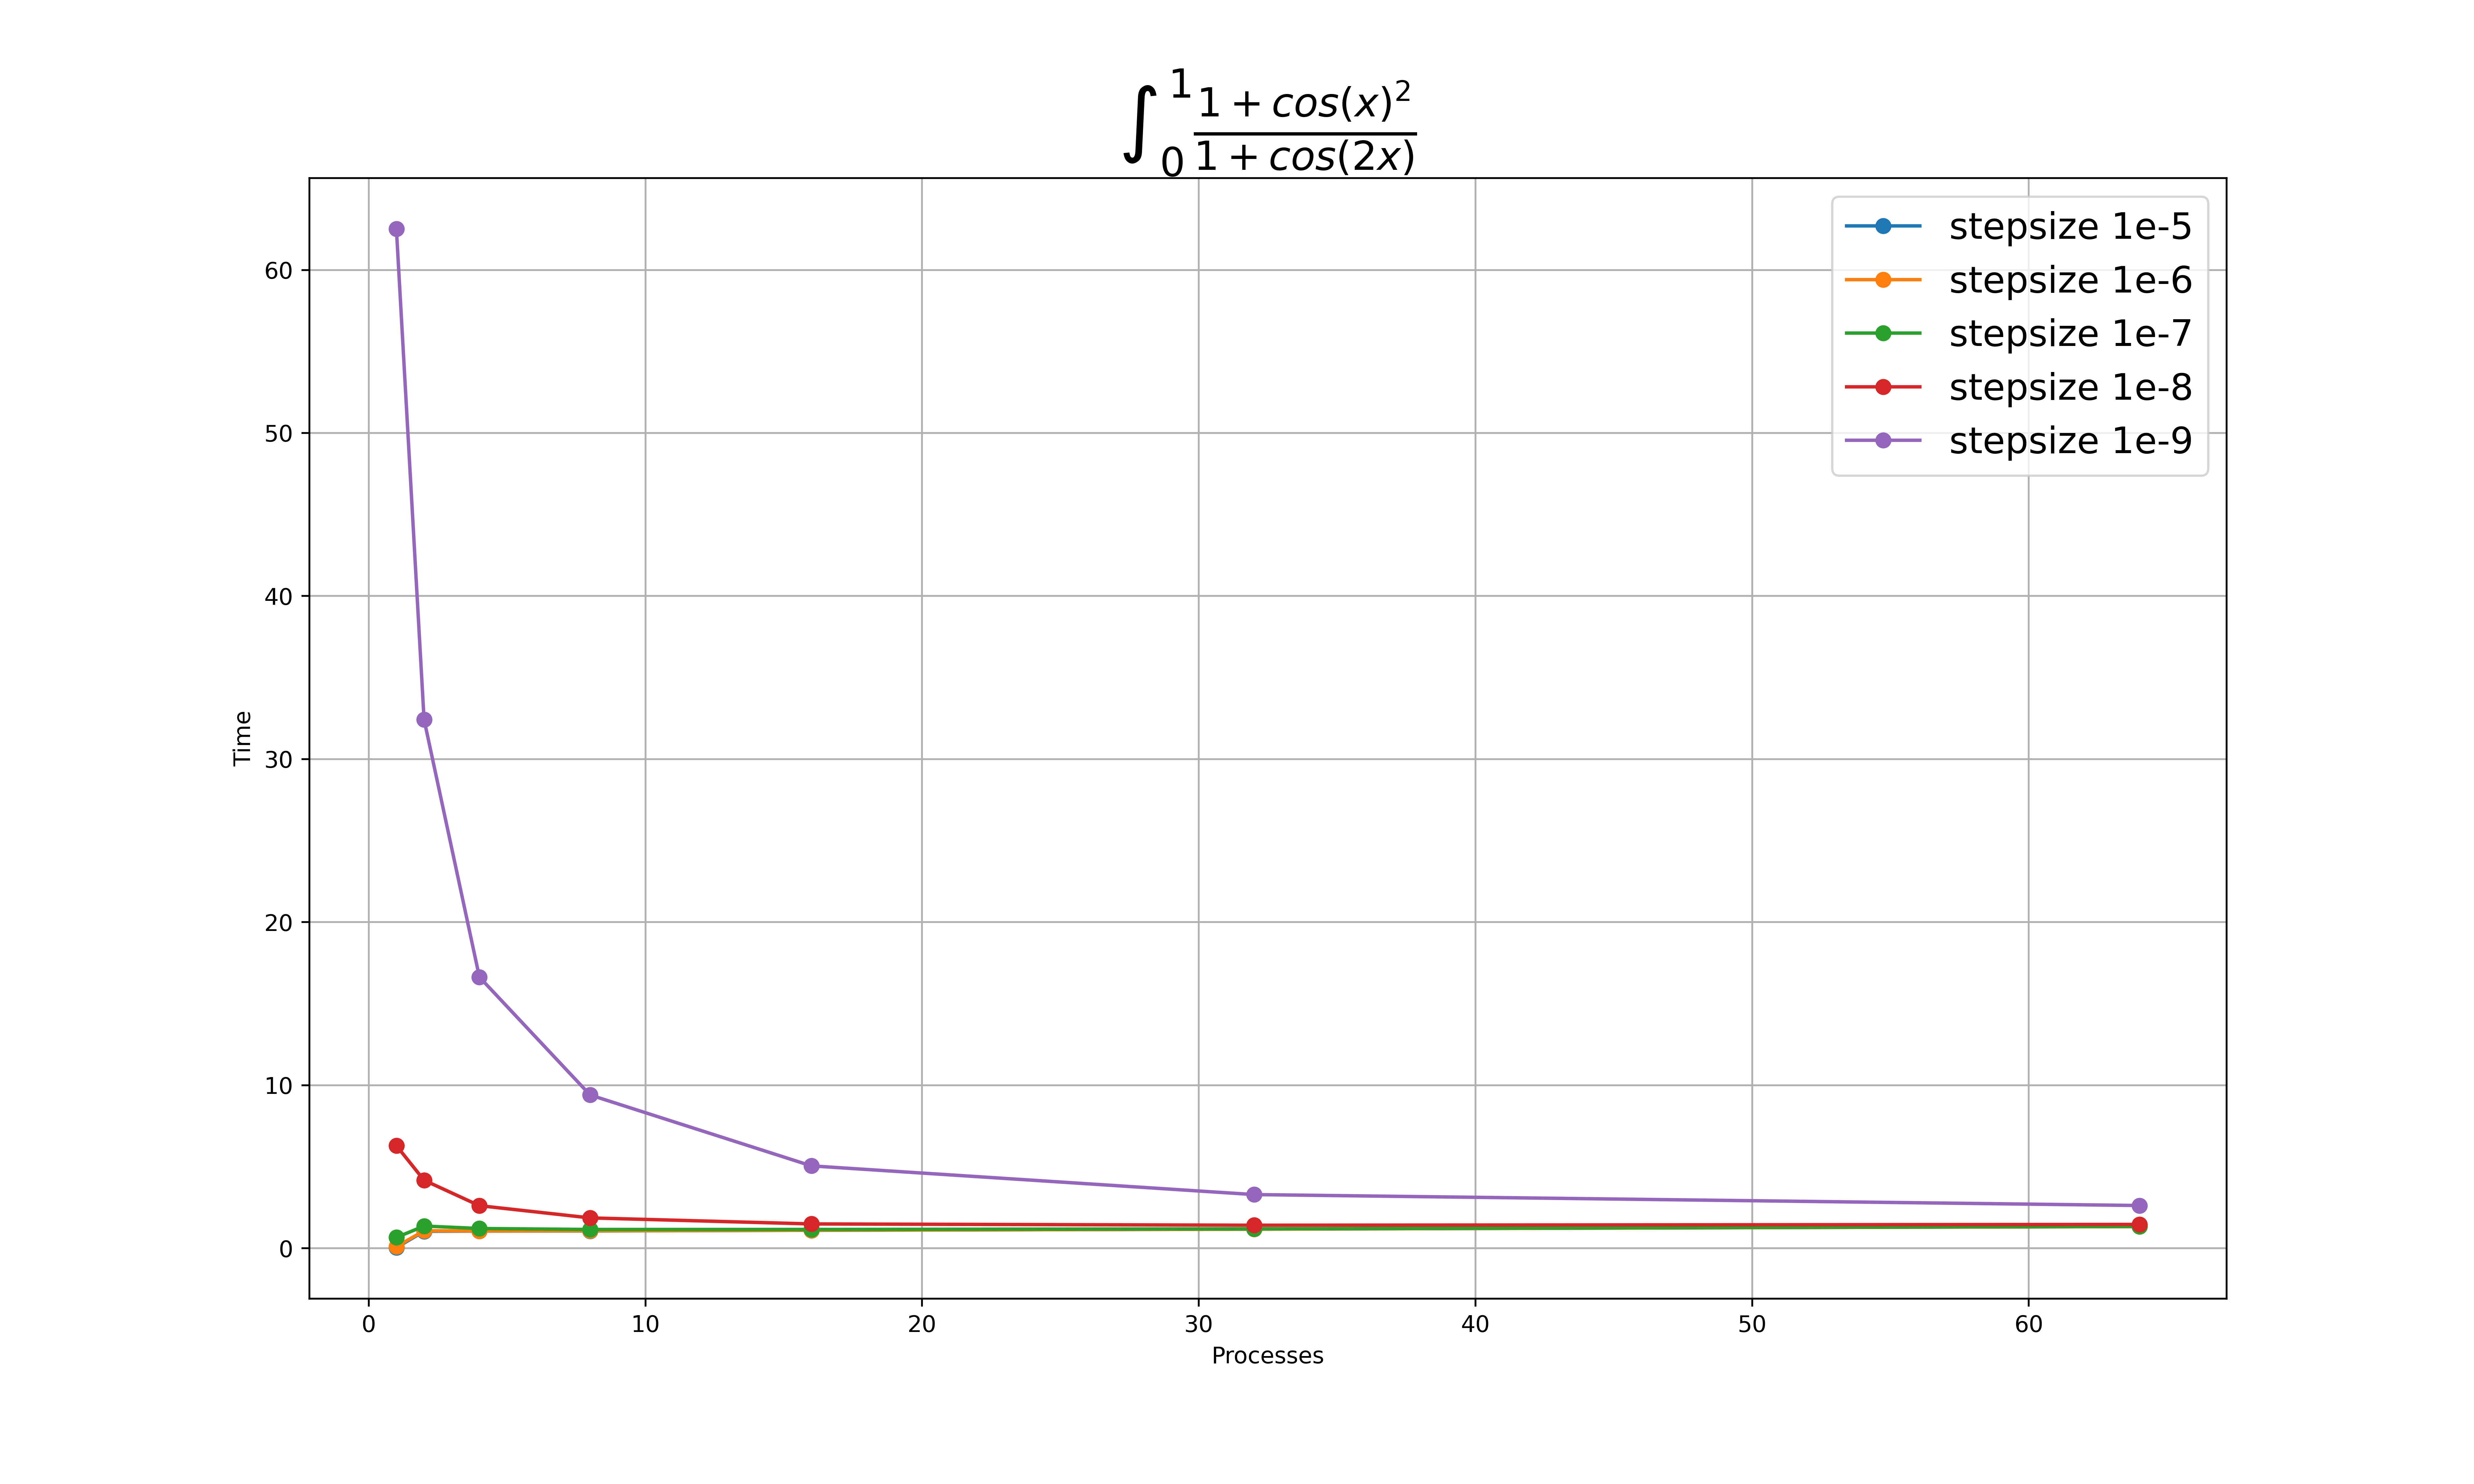 ∫₀¹ (1 + cos(x)²)/(1 + cos(2x))
stepsize 1e-5
stepsize 1e-6
stepsize 1e-7
stepsize 1e-8
stepsize 1e-9
60
50
40
30
20
10
0
Time
0 10 20 30 40 50 60
Processes